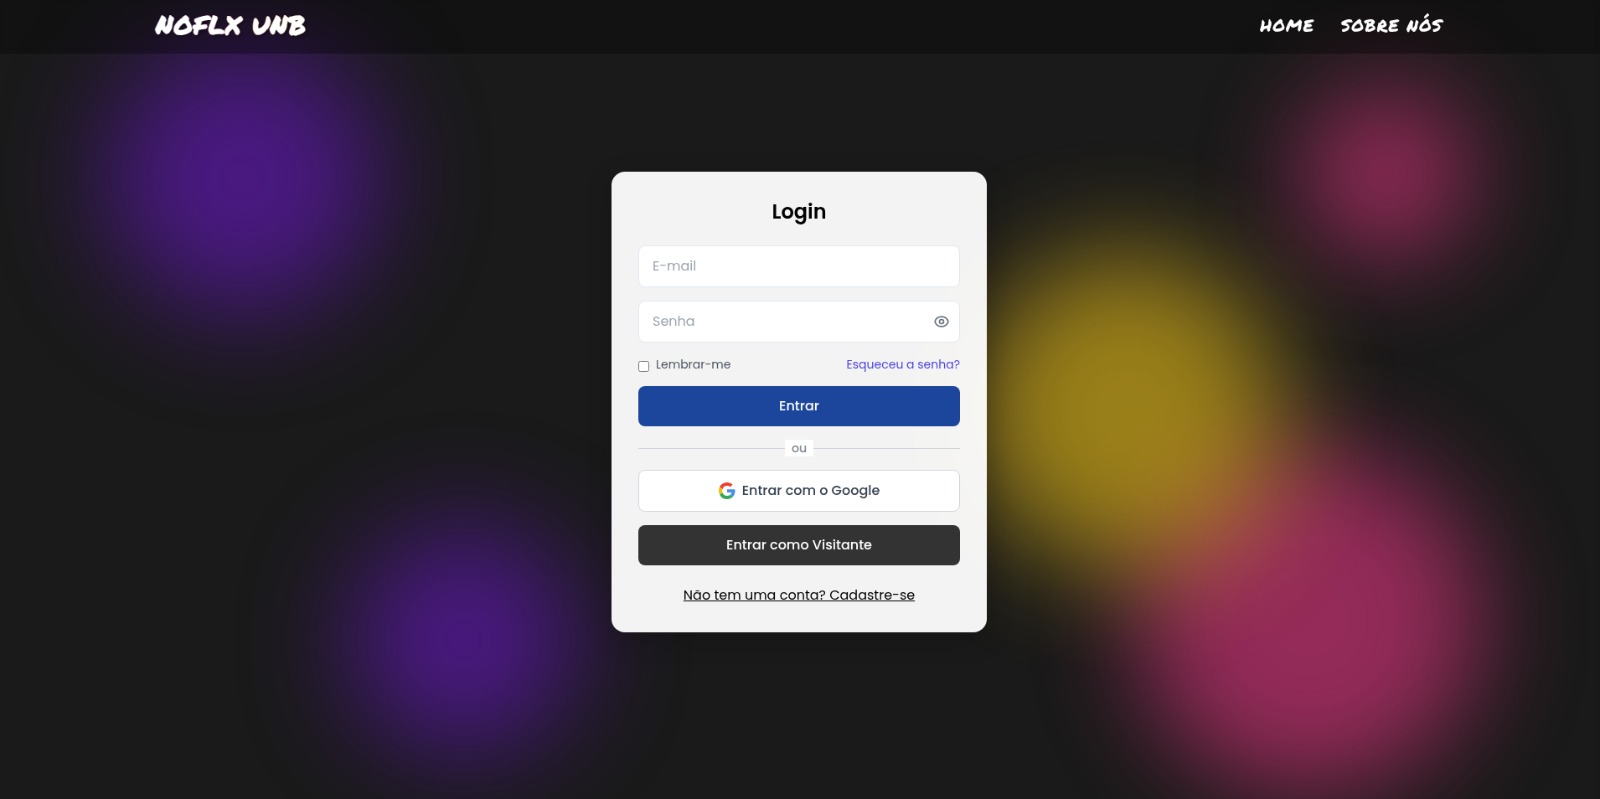 NOFLX UNB
HOME SOBRE NÓS
Login
E-mail
Senha
Lembrar-me Esqueceu a senha?
Entrar
ou
Entrar com o Google
Entrar como Visitante
Não tem uma conta? Cadastre-se